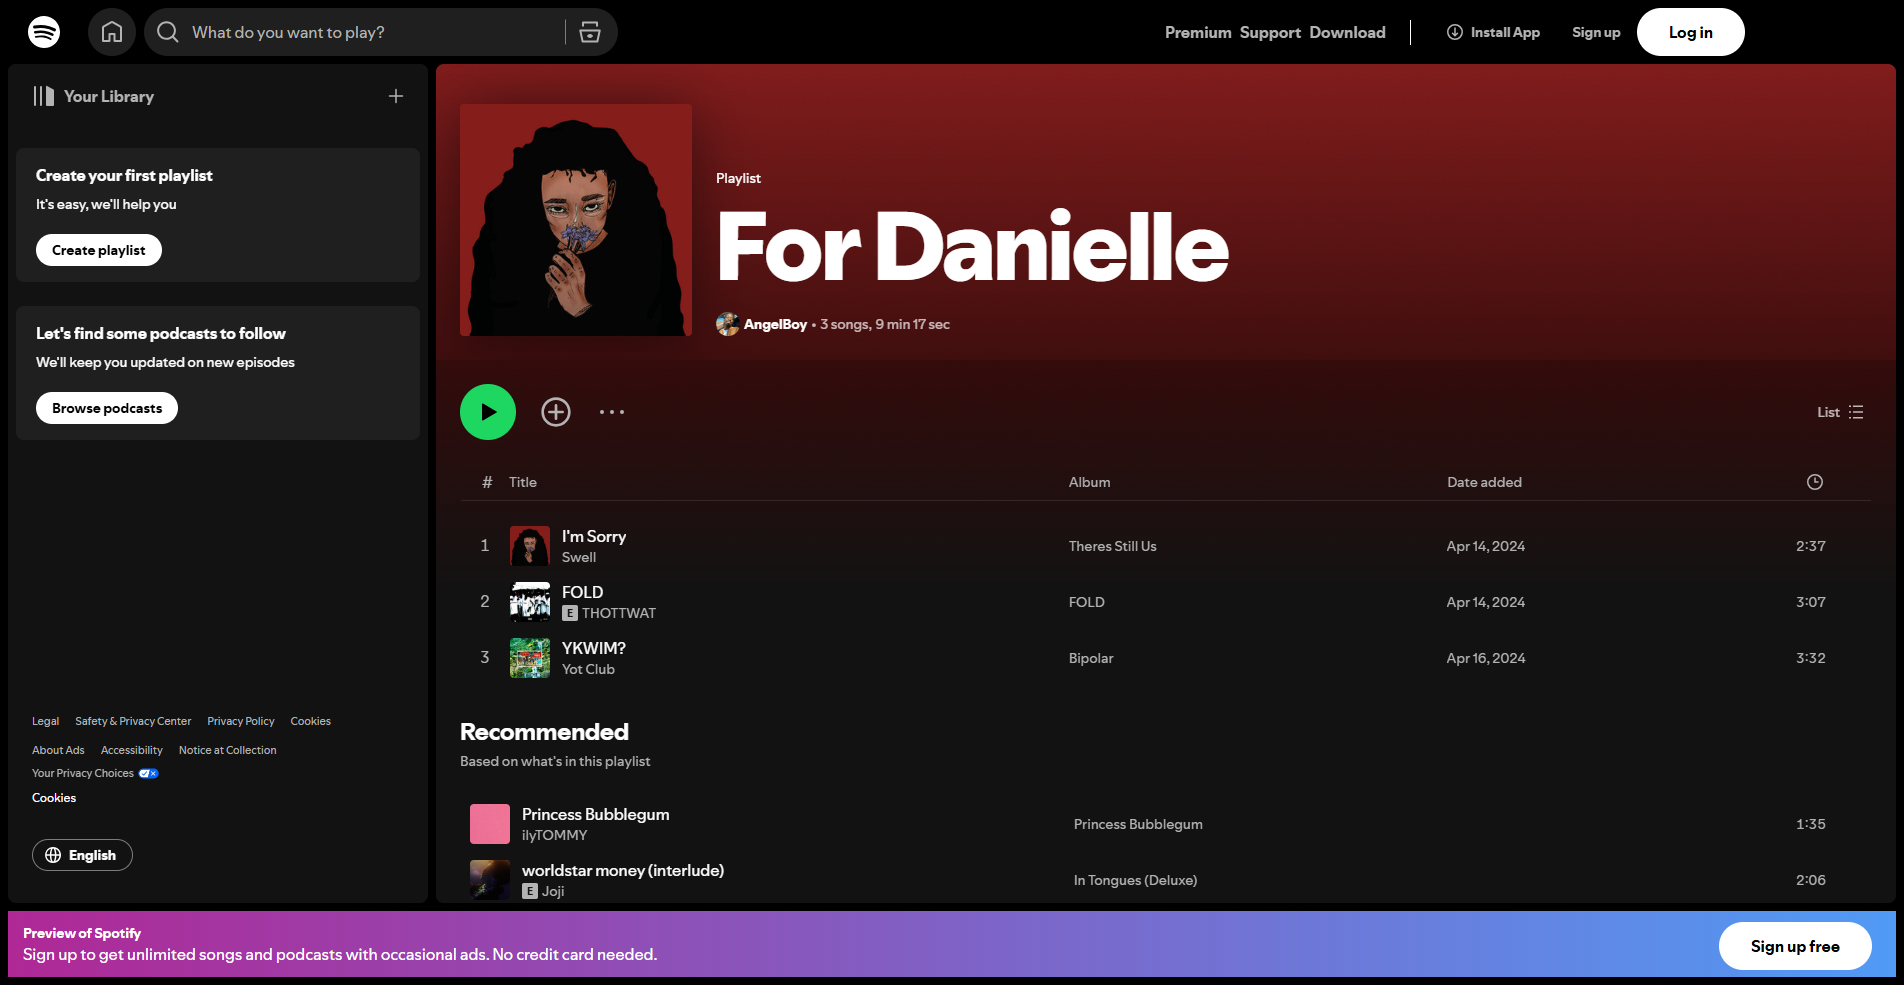 What do you want to play?
Premium Support Download
Install App
Sign up
Log in
Your Library
Create your first playlist
It's easy, we'll help you
Create playlist
Let's find some podcasts to follow
We'll keep you updated on new episodes
Browse podcasts
Legal Safety & Privacy Center Privacy Policy Cookies
About Ads Accessibility Notice at Collection
Your Privacy Choices
Cookies
English
Playlist
For Danielle
AngelBoy • 3 songs, 9 min 17 sec
List
# Title Album Date added
1 I'm Sorry Theres Still Us Apr 14, 2024 2:37
Swell
2 FOLD FOLD Apr 14, 2024 3:07
E THOTTWAT
3 YKWIM? Bipolar Apr 16, 2024 3:32
Yot Club
Recommended
Based on what's in this playlist
Princess Bubblegum Princess Bubblegum 1:35
ilyTOMMY
worldstar money (interlude) In Tongues (Deluxe) 2:06
E Joji
Preview of Spotify
Sign up to get unlimited songs and podcasts with occasional ads. No credit card needed.
Sign up free